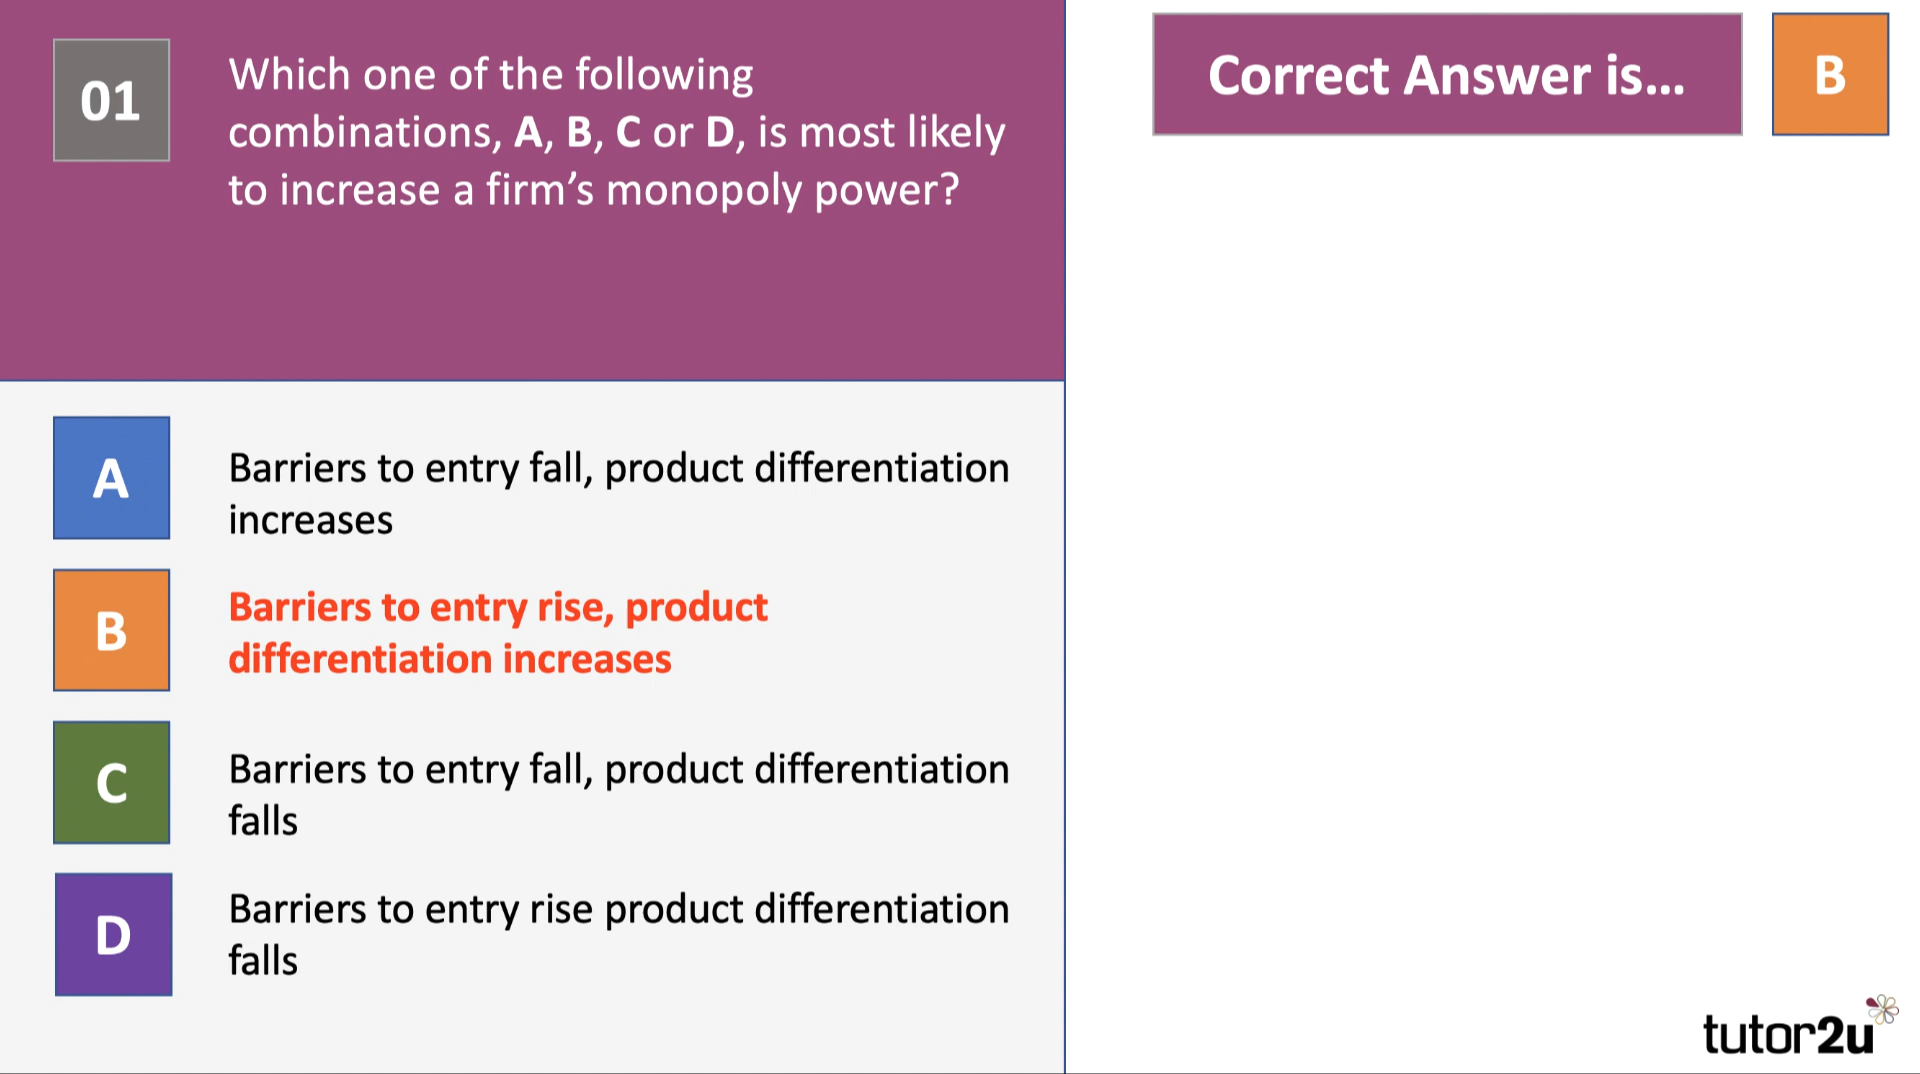 01
Which one of the following
combinations, A, B, C or D, is most likely
to increase a firm’s monopoly power?
A
Barriers to entry fall, product differentiation
increases
B
Barriers to entry rise, product
differentiation increases
C
Barriers to entry fall, product differentiation
falls
D
Barriers to entry rise product differentiation
falls
Correct Answer is...
B
tutor2u